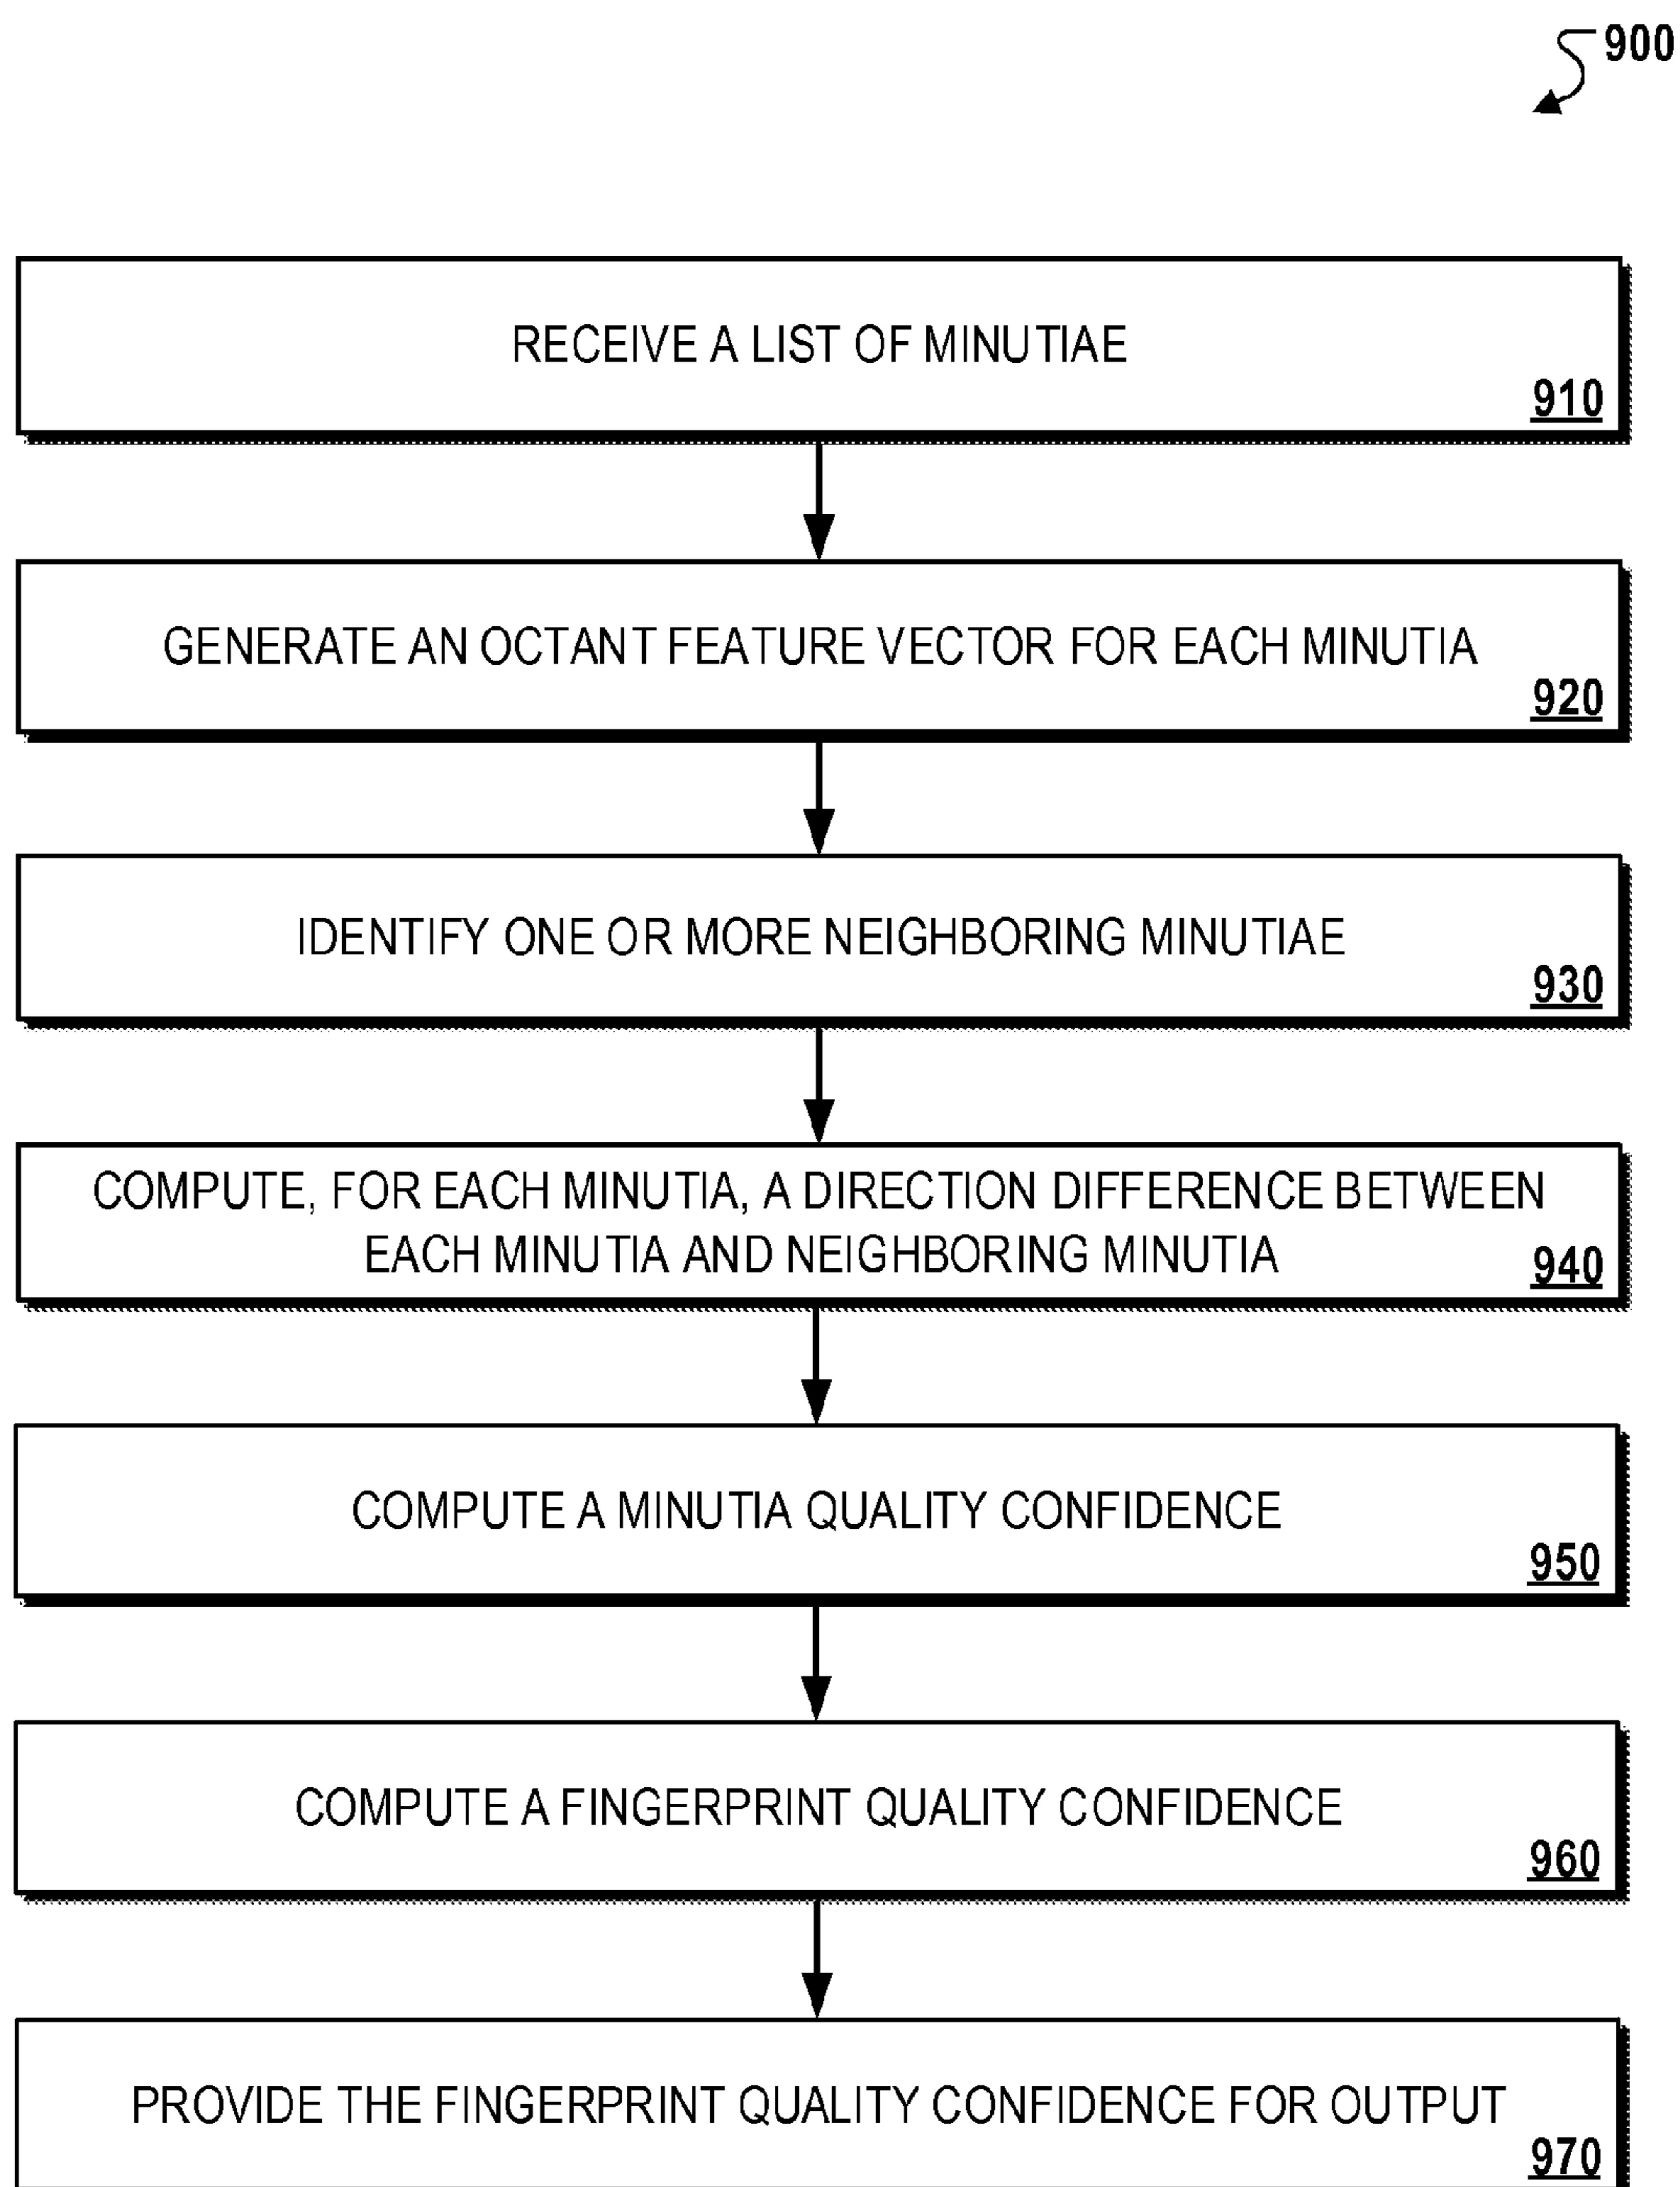 900
RECEIVE A LIST OF MINUTIAE
910
GENERATE AN OCTANT FEATURE VECTOR FOR EACH MINUTIA
920
IDENTIFY ONE OR MORE NEIGHBORING MINUTIAE
930
COMPUTE, FOR EACH MINUTIA, A DIRECTION DIFFERENCE BETWEEN
EACH MINUTIA AND NEIGHBORING MINUTIA
940
COMPUTE A MINUTIA QUALITY CONFIDENCE
950
COMPUTE A FINGERPRINT QUALITY CONFIDENCE
960
PROVIDE THE FINGERPRINT QUALITY CONFIDENCE FOR OUTPUT
970